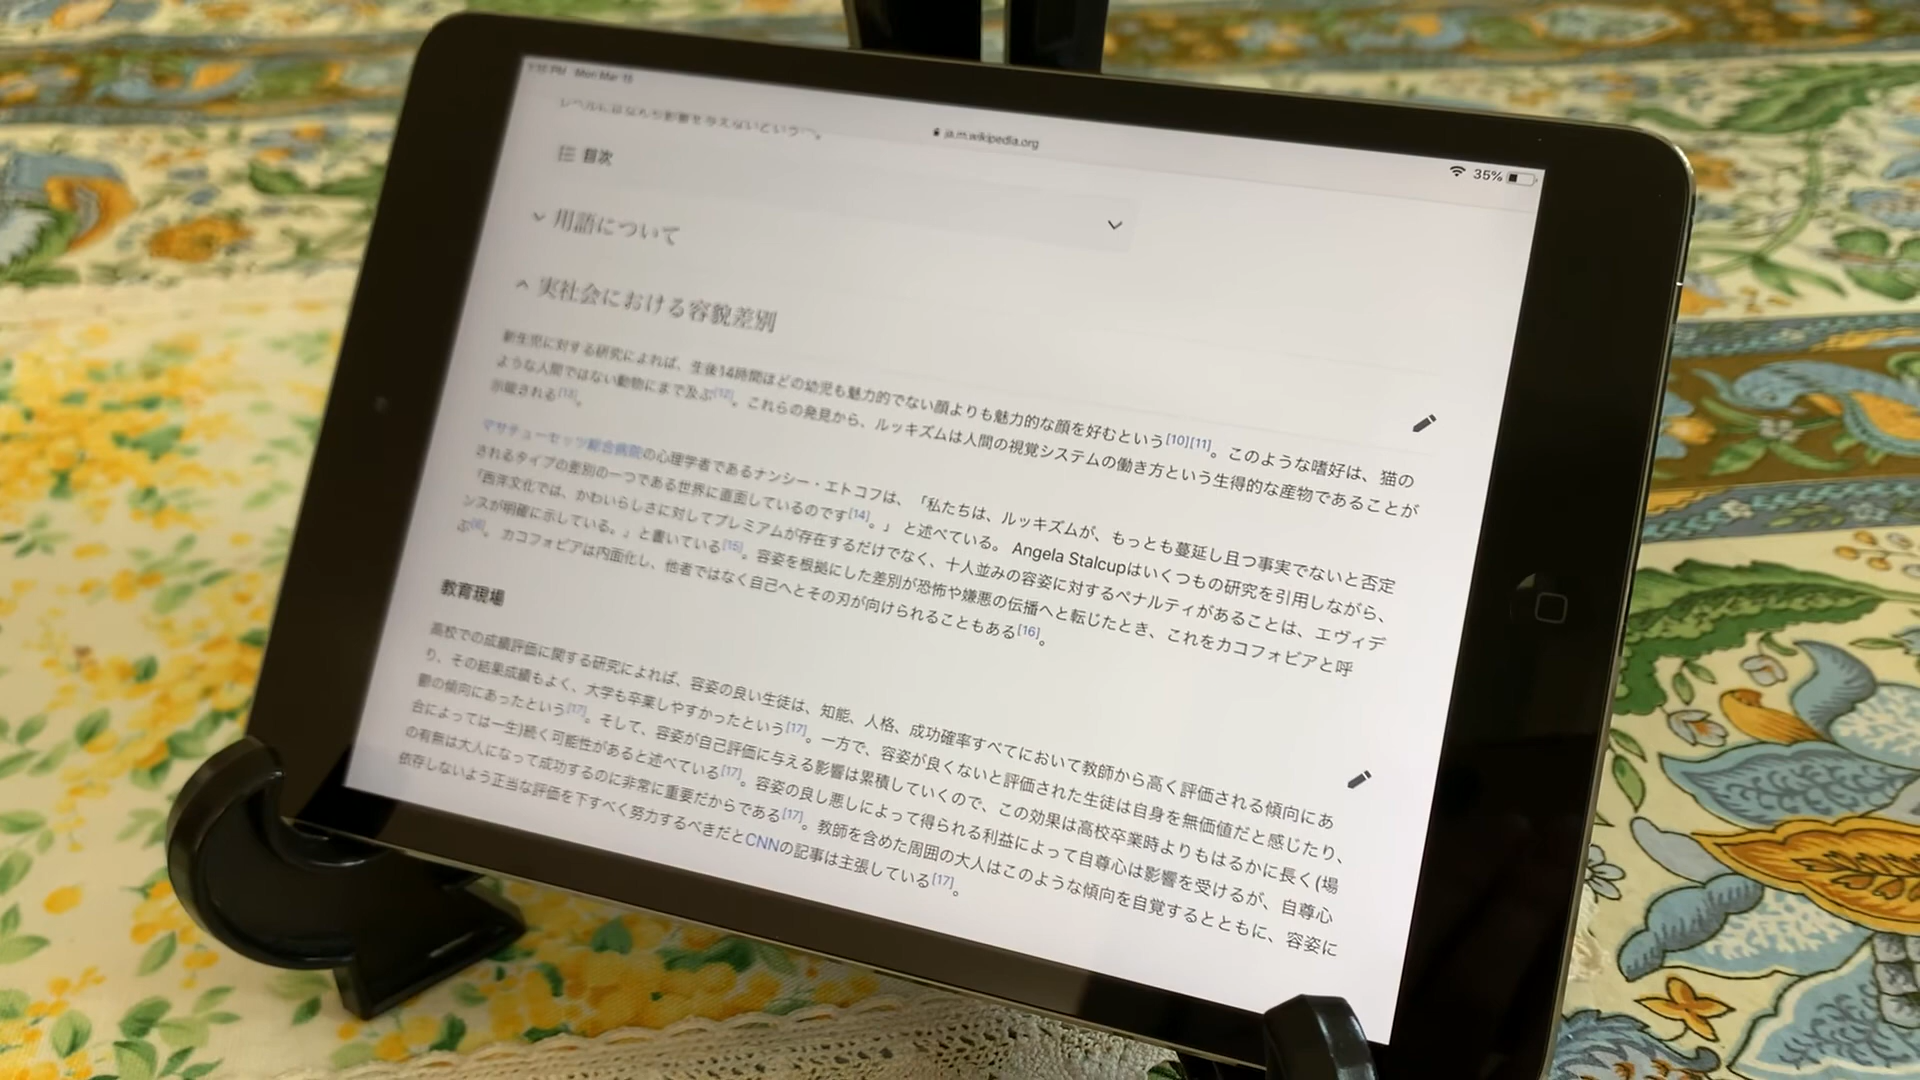 1:15 PM Mon Mar 15
35%
レベルにはなんら影響を与えないという
ja.m.wikipedia.org
目次
用語について
実社会における容貌差別
新生児に対する研究によれば、生後14時間ほどの幼児も魅力的でない顔よりも魅力的な顔を好むという[10][11]。このような嗜好は、猫の
ような人間ではない動物にまで及ぶ[12]。これらの発見から、ルッキズムは人間の視覚システムの働き方という生得的な産物であることが
示唆される[13]。
マサチューセッツ総合病院の心理学者であるナンシー・エトコフは、「私たちは、ルッキズムが、もっとも蔓延し且つ事実でないと否定
されるタイプの差別の一つである世界に直面しているのです[14]。」と述べている。 Angela Stalcupはいくつもの研究を引用しながら、
「西洋文化では、かわいらしさに対してプレミアムが存在するだけでなく、十人並みの容姿に対するペナルティがあることは、エヴィデ
ンスが明確に示している。」と書いている[15]。容姿を根拠にした差別が恐怖や嫌悪の伝播へと転じたとき、これをカコフォビアと呼
ぶ[6]。カコフォビアは内面化し、他者ではなく自己へとその刃が向けられることもある[16]。
教育現場
高校での成績評価に関する研究によれば、容姿の良い生徒は、知能、人格、成功確率すべてにおいて教師から高く評価される傾向にあ
り、その結果成績もよく、大学も卒業しやすかったという[17]。一方で、容姿が良くないと評価された生徒は自身を無価値だと感じたり、
鬱の傾向にあったという[17]。そして、容姿が自己評価に与える影響は累積していくので、この効果は高校卒業時よりもはるかに長く(場
合によっては一生)続く可能性があると述べている[17]。容姿の良し悪しによって得られる利益によって自尊心は影響を受けるが、自尊心
の有無は大人になって成功するのに非常に重要だからである[17]。教師を含めた周囲の大人はこのような傾向を自覚するとともに、容姿に
依存しないよう正当な評価を下すべく努力するべきだとCNNの記事は主張している[17]。